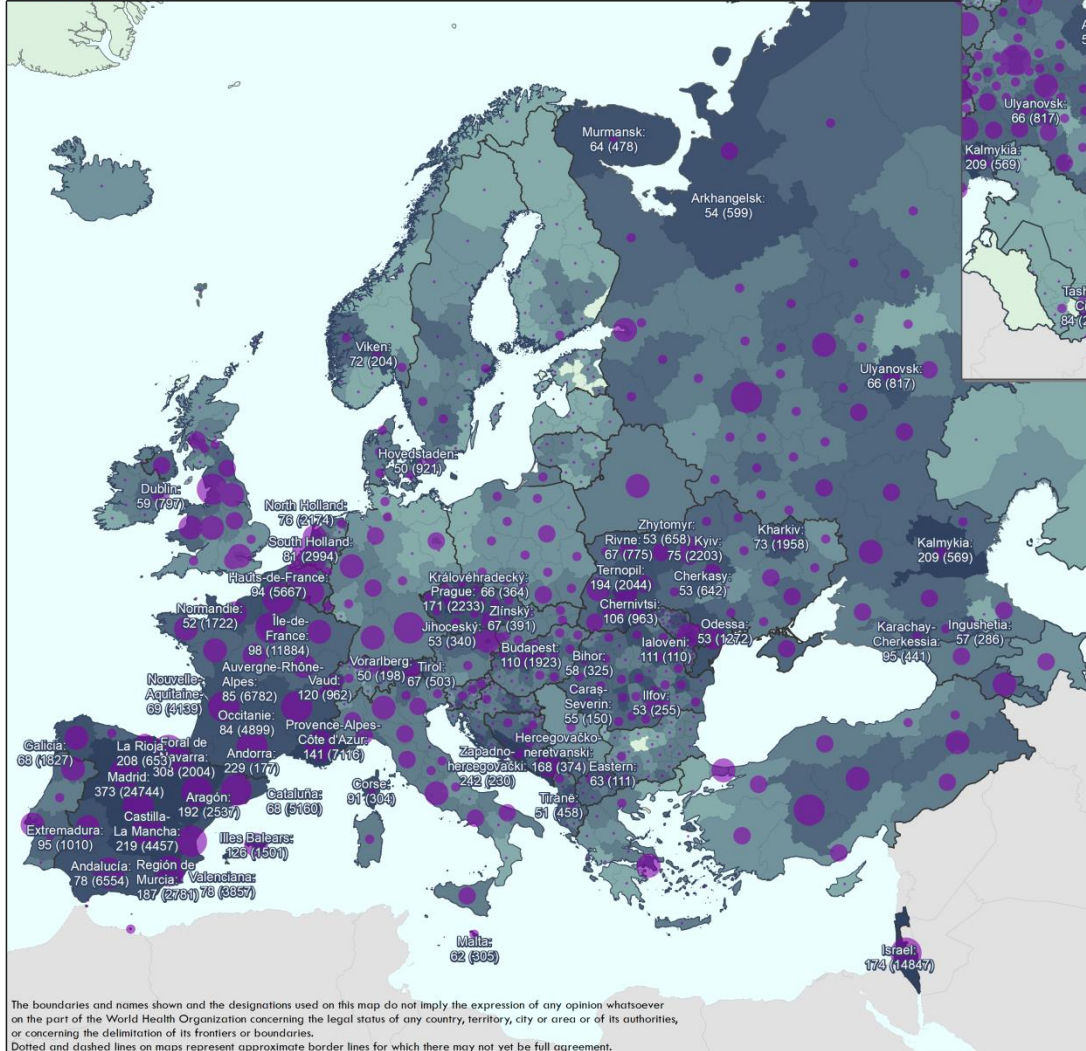 Murmansk:
64 (478)
Arkhangelsk:
54 (599)
Ulyanovsk:
66 (817)
Kalmykia:
209 (569)
84
Viken:
72 (204)
Ulyanovsk:
66 (817)
Hovedstaden:
50 (921)
Dublin:
59 (797)
North Holland:
76 (2174)
South Holland:
81 (2994)
Hauts-de-France:
94 (5667)
Normandie:
52 (1722)
Île-de-
France:
98 (11884)
Královéhradecký:
66 (364)
Prague:
171 (2233)
Zlínský:
67 (391)
Jihoceský:
53 (340)
Zhytomyr:
53 (658)
Rivne:
67 (775)
Kyiv:
75 (2203)
Kharkiv:
73 (1958)
Ternopil:
194 (2044)
Cherkasy:
53 (642)
Chernivtsi:
106 (963)
Kalmykia:
209 (569)
Odessa:
53 (1272)
Ialoveni:
111 (110)
Karachay-
Cherkessia:
95 (441)
Ingushetia:
57 (286)
Auvergne-Rhône-
Alpes:
85 (6782)
Vorarlberg:
50 (198)
Tirol:
67 (503)
Vaud:
120 (962)
Budapest:
110 (1923)
Bihor:
58 (325)
Nouvelle-
Aquitaine-
69 (4139)
Occitanie:
84 (4899)
Provence-Alpes-
Côte d'Azur:
141 (7116)
Caras-
Severin:
55 (150)
Ilfov:
53 (255)
Hercegovačko-
neretvanski:
168 (374)
Zapadno-
hercegovački:
242 (230)
Eastern:
63 (111)
Tiranë:
51 (458)
Galicia:
68 (1827)
La Rioja:
208 (653)
Foral de
Navarra:
308 (2004)
Andorra:
229 (177)
Madrid:
373 (24744)
Aragón:
192 (2537)
Cataluña:
68 (5160)
Corse:
91 (304)
Castilla-
La Mancha:
219 (4457)
Extremadura:
95 (1010)
Illes Balears:
126 (1501)
Andalucía:
78 (6554)
Región de
Murcia:
187 (2781)
Valenciana:
78 (3857)
Malta:
62 (305)
Israel:
174 (14847)
The boundaries and names shown and the designations used on this map do not imply the expression of any opinion whatsoever
on the part of the World Health Organization concerning the legal status of any country, territory, city or area or of its authorities,
or concerning the delimitation of its frontiers or boundaries.
Dotted and dashed lines on maps represent approximate border lines for which there may not yet be full agreement.